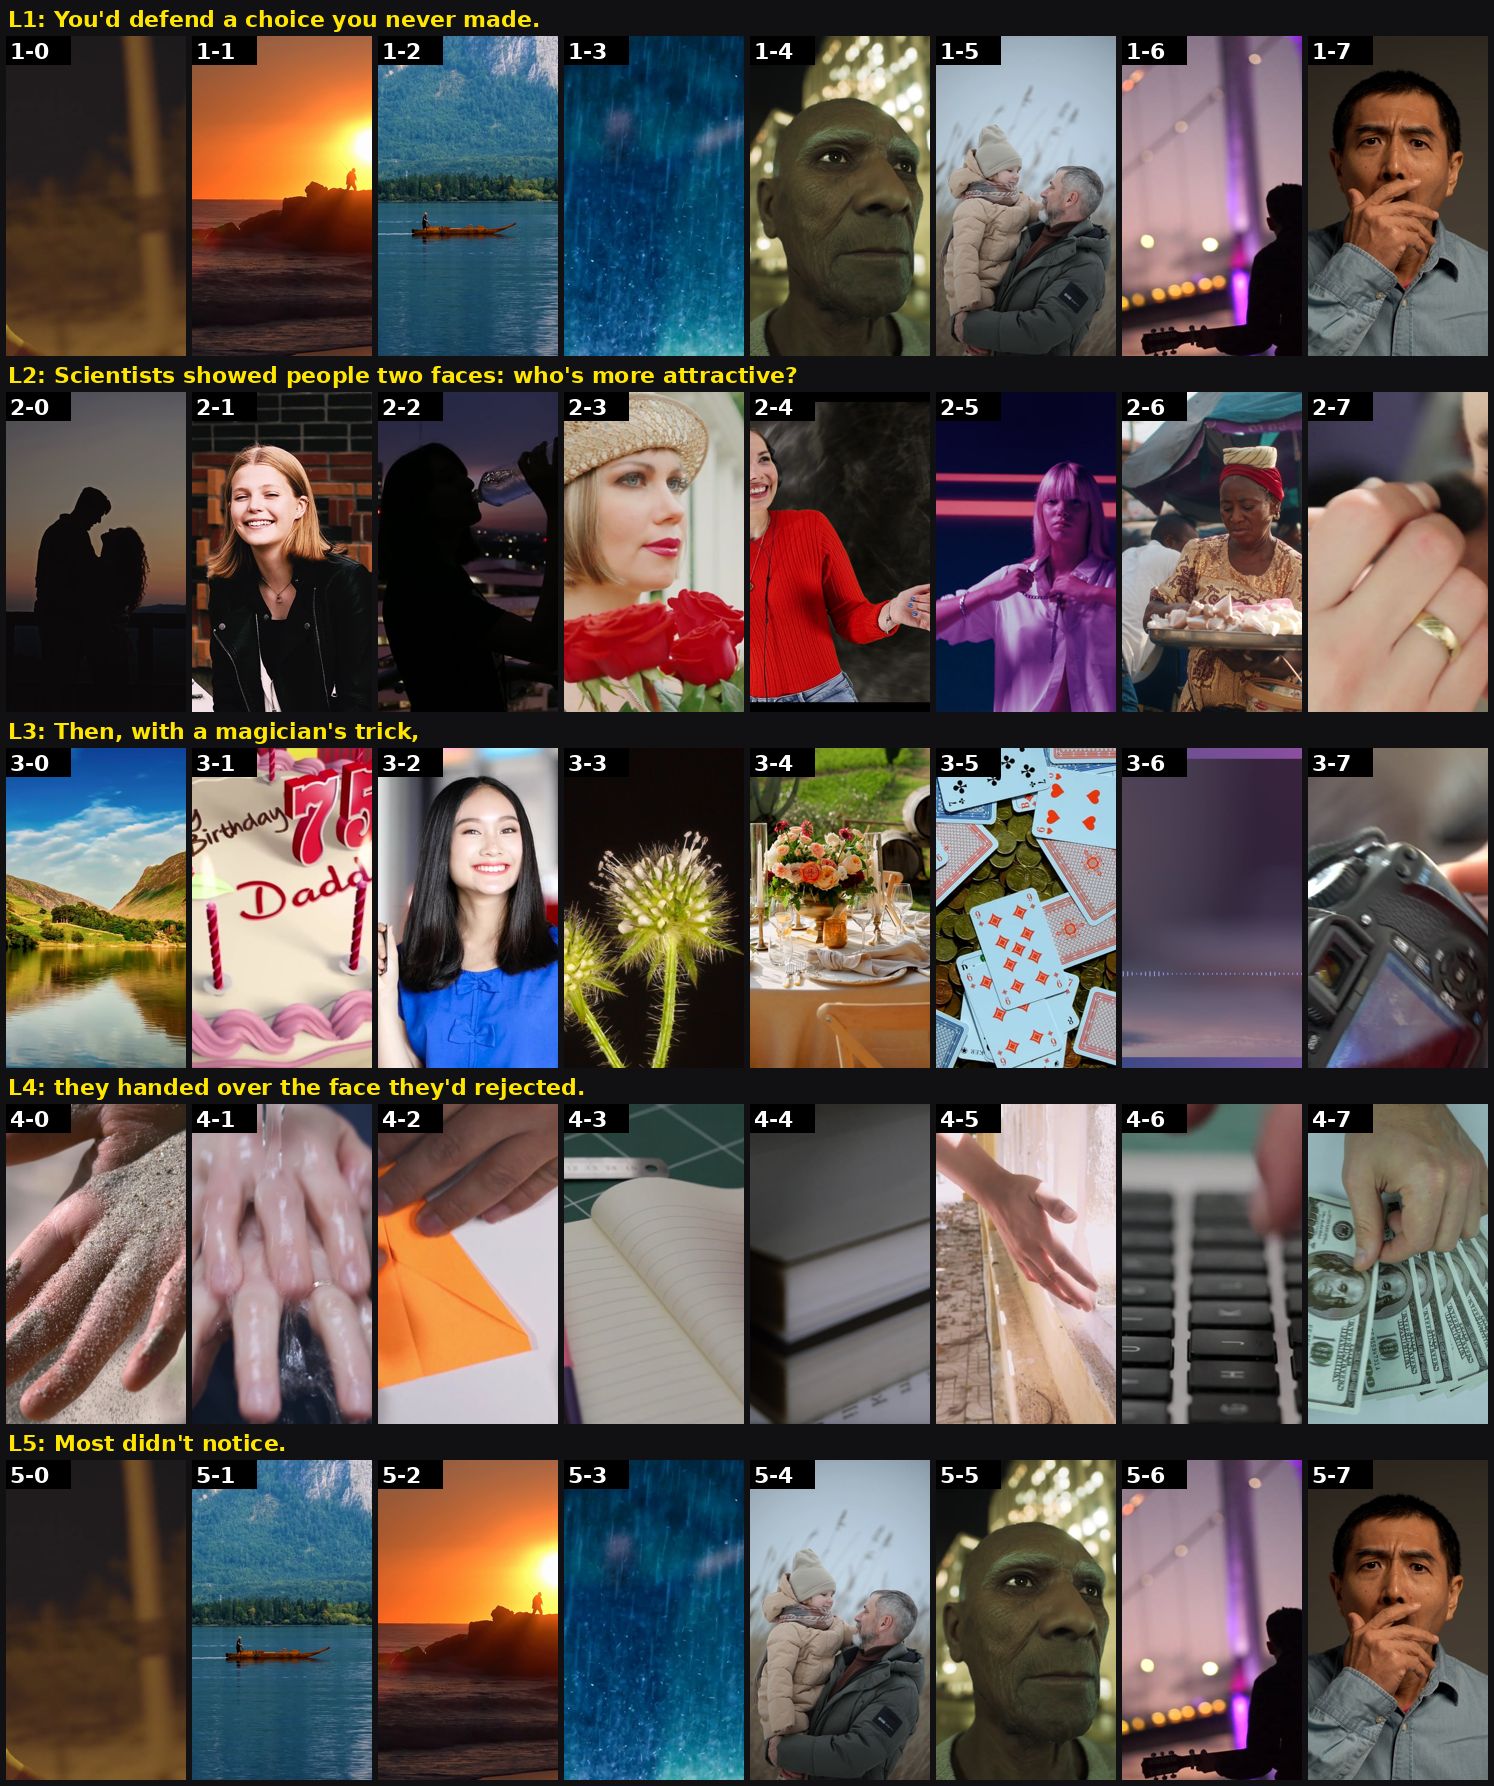 L1: You'd defend a choice you never made.
1-0 1-1 1-2 1-3 1-4 1-5 1-6 1-7
L2: Scientists showed people two faces: who's more attractive?
2-0 2-1 2-2 2-3 2-4 2-5 2-6 2-7
L3: Then, with a magician's trick,
3-0 3-1 3-2 3-3 3-4 3-5 3-6 3-7
Birthday 75
Dadd
L4: they handed over the face they'd rejected.
4-0 4-1 4-2 4-3 4-4 4-5 4-6 4-7
100
L5: Most didn't notice.
5-0 5-1 5-2 5-3 5-4 5-5 5-6 5-7